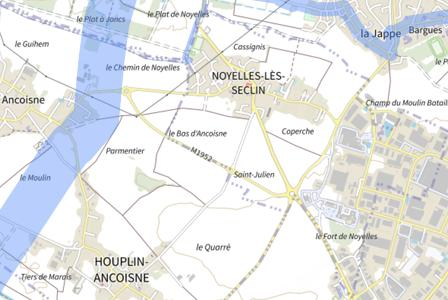 le Plat à Jancs
le Plat de Noyelles
la Jappe
Bargues
le Guihem
Cassignis
le Chemin de Noyelles
NOYELLES-LÈS-
SECLIN
Ancoisne
Champ du Moulin Batail
le Bas d'Ancoisne
Coperche
Parmentier
M1952
Saint-Julien
le Moulin
le Quarré
le Fort de Noyelles
HOUPLIN-
ANCOISNE
Tiers de Marais